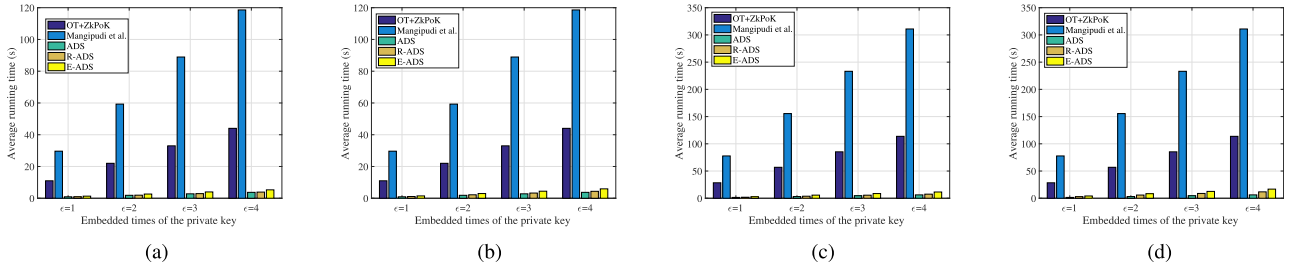 Average running time (s)
120
100
80
60
40
20
0
OT+ZkPoK
Mangipudi et al.
ADS
R-ADS
E-ADS
ϵ=1
ϵ=2
ϵ=3
ϵ=4
Embedded times of the private key
(a)
Average running time (s)
120
100
80
60
40
20
0
OT+ZkPoK
Mangipudi et al.
ADS
R-ADS
E-ADS
ϵ=1
ϵ=2
ϵ=3
ϵ=4
Embedded times of the private key
(b)
Average running time (s)
350
300
250
200
150
100
50
0
OT+ZkPoK
Mangipudi et al.
ADS
R-ADS
E-ADS
ϵ=1
ϵ=2
ϵ=3
ϵ=4
Embedded times of the private key
(c)
Average running time (s)
350
300
250
200
150
100
50
0
OT+ZkPoK
Mangipudi et al.
ADS
R-ADS
E-ADS
ϵ=1
ϵ=2
ϵ=3
ϵ=4
Embedded times of the private key
(d)